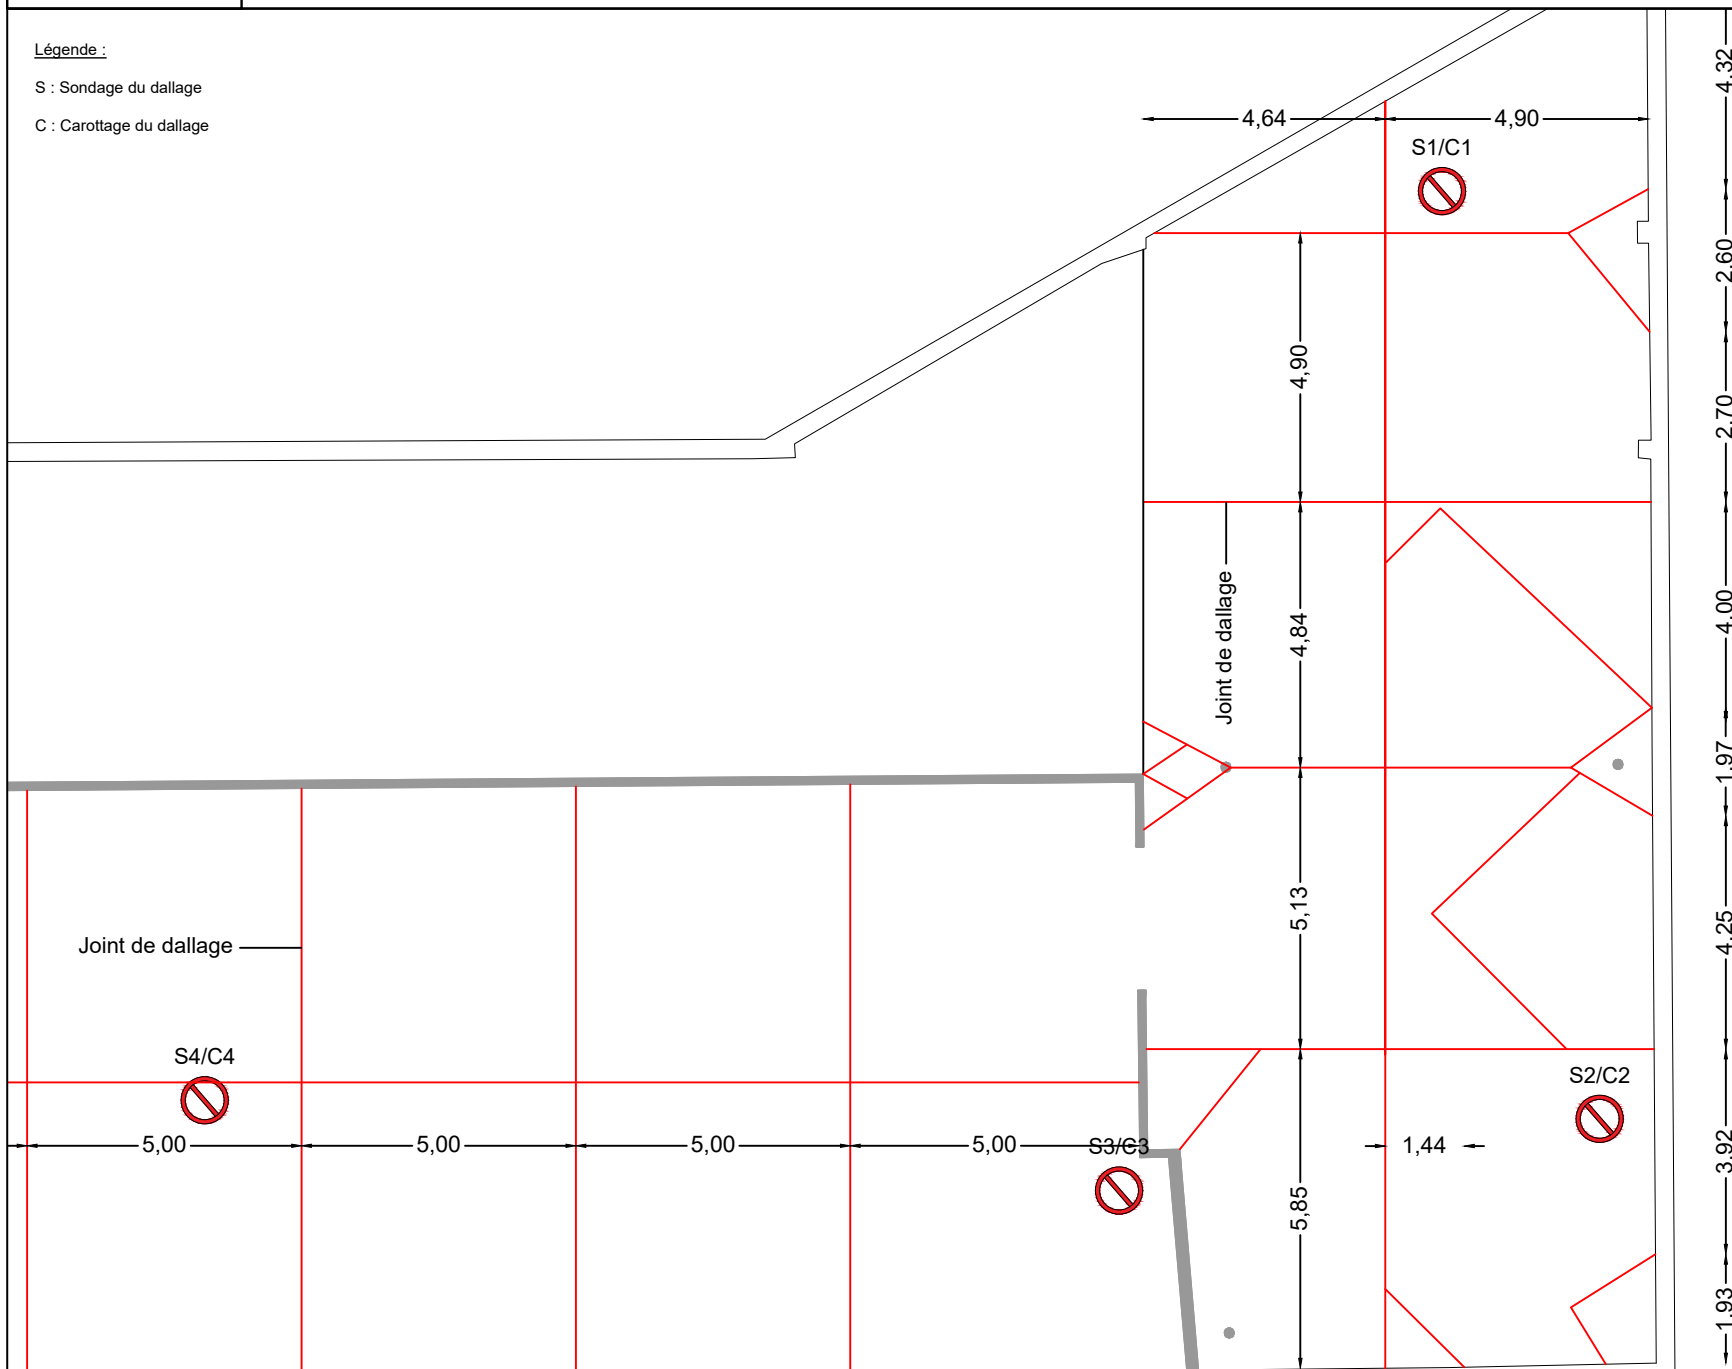 Légende :
S : Sondage du dallage
C : Carottage du dallage
4,64
4,90
S1/C1
4,32
2,60
4,90
2,70
Joint de dallage
4,84
4,00
1,97
5,13
4,25
Joint de dallage
S4/C4
S2/C2
5,00
5,00
5,00
5,00
S3/C3
1,44
3,92
5,85
1,93